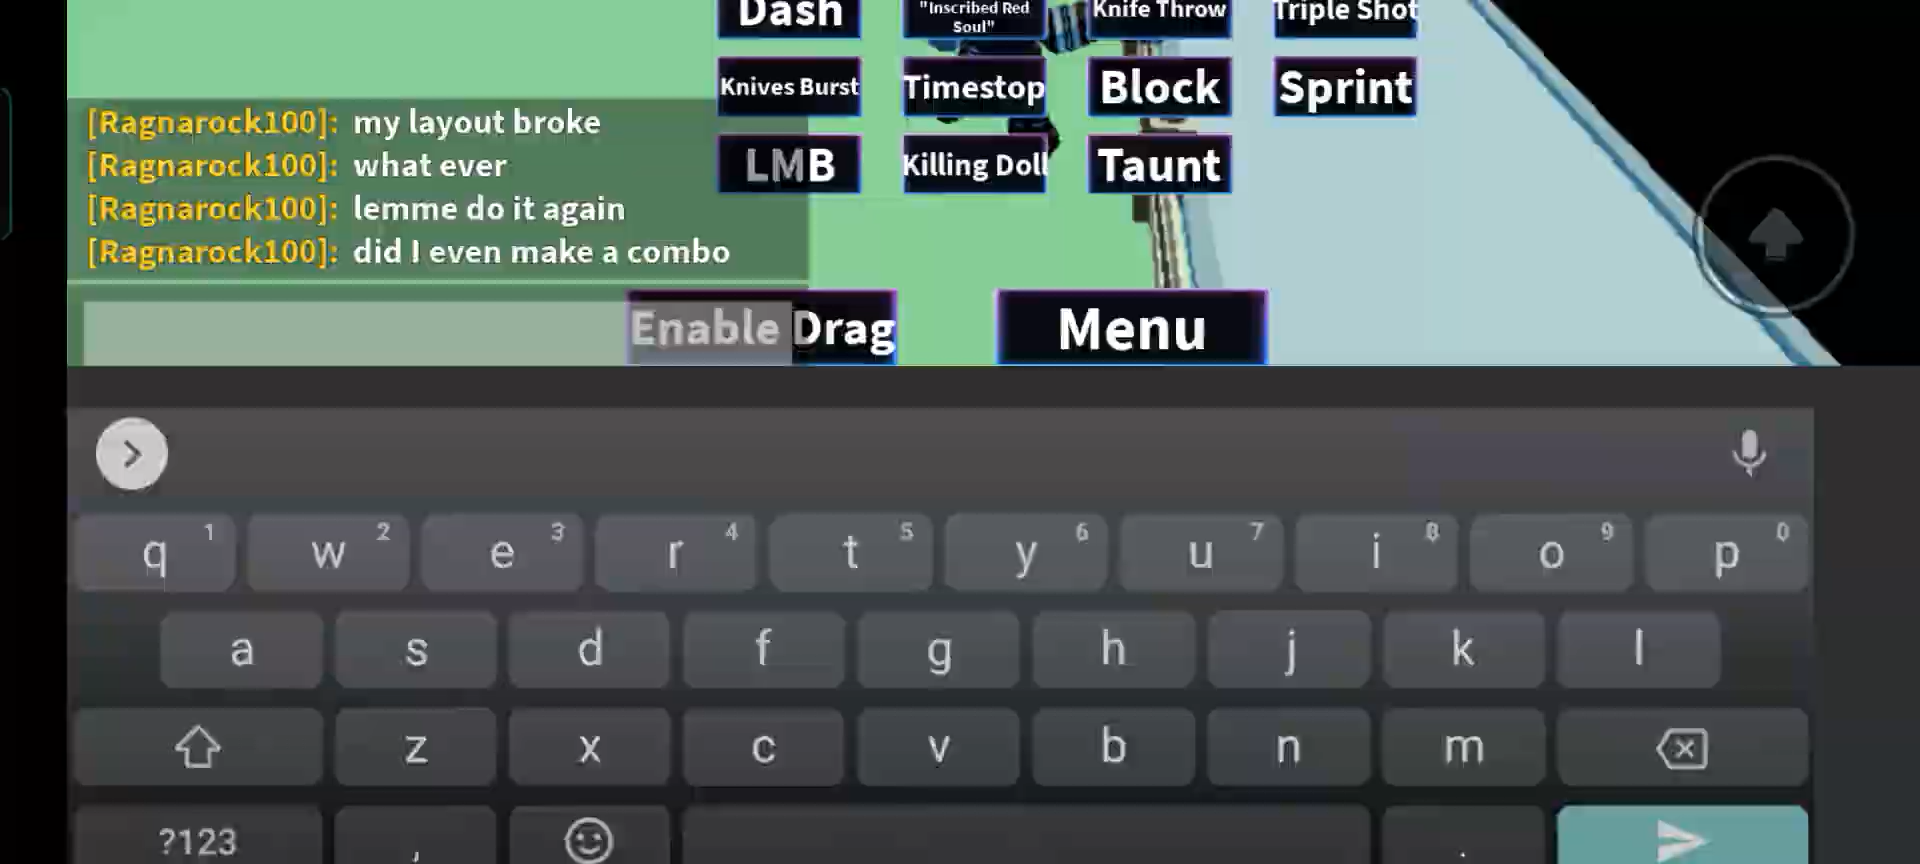 Dash "Inscribed Red Knife Throw Triple Shot
Soul"
Knives Burst Timestop Block Sprint
[Ragnarock100]: my layout broke
[Ragnarock100]: what ever
LMB Killing Doll Taunt
[Ragnarock100]: lemme do it again
[Ragnarock100]: did I even make a combo
Enable Drag Menu
q 1 w 2 e 3 r 4 t 5 y 6 u 7 i 8 o 9 p 0
a s d f g h j k l
z x c v b n m
?123 , .